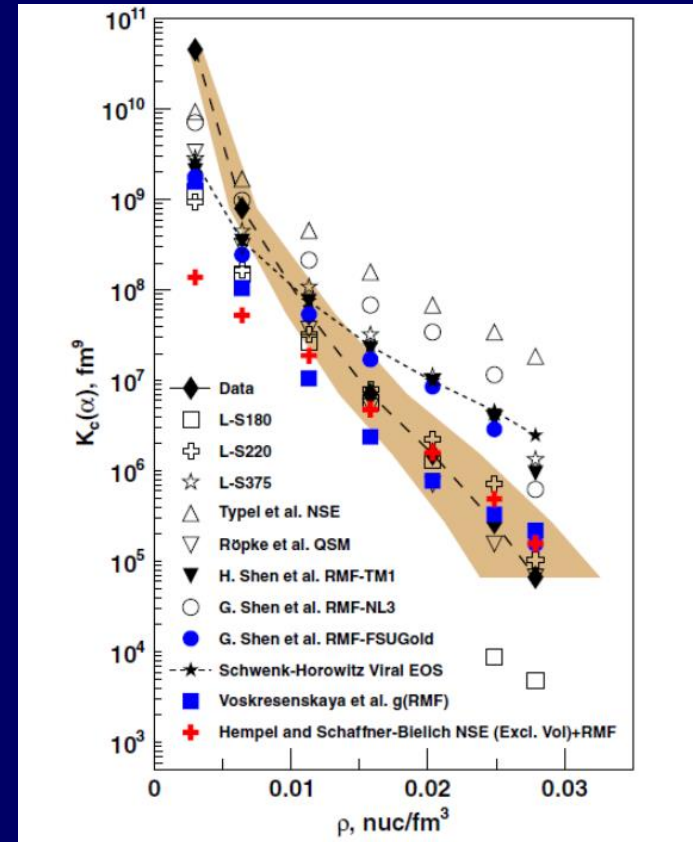 10¹¹
10¹⁰
10⁹
10⁸
10⁷
10⁶
10⁵
10⁴
10³
Kc(α), fm⁹
Data
L-S180
L-S220
L-S375
Typel et al. NSE
Röpke et al. QSM
H. Shen et al. RMF-TM1
G. Shen et al. RMF-NL3
G. Shen et al. RMF-FSUGold
Schwenk-Horowitz Viral EOS
Voskresenskaya et al. g(RMF)
Hempel and Schaffner-Bielich NSE (Excl. Vol)+RMF
0 0.01 0.02 0.03
ρ, nuc/fm³